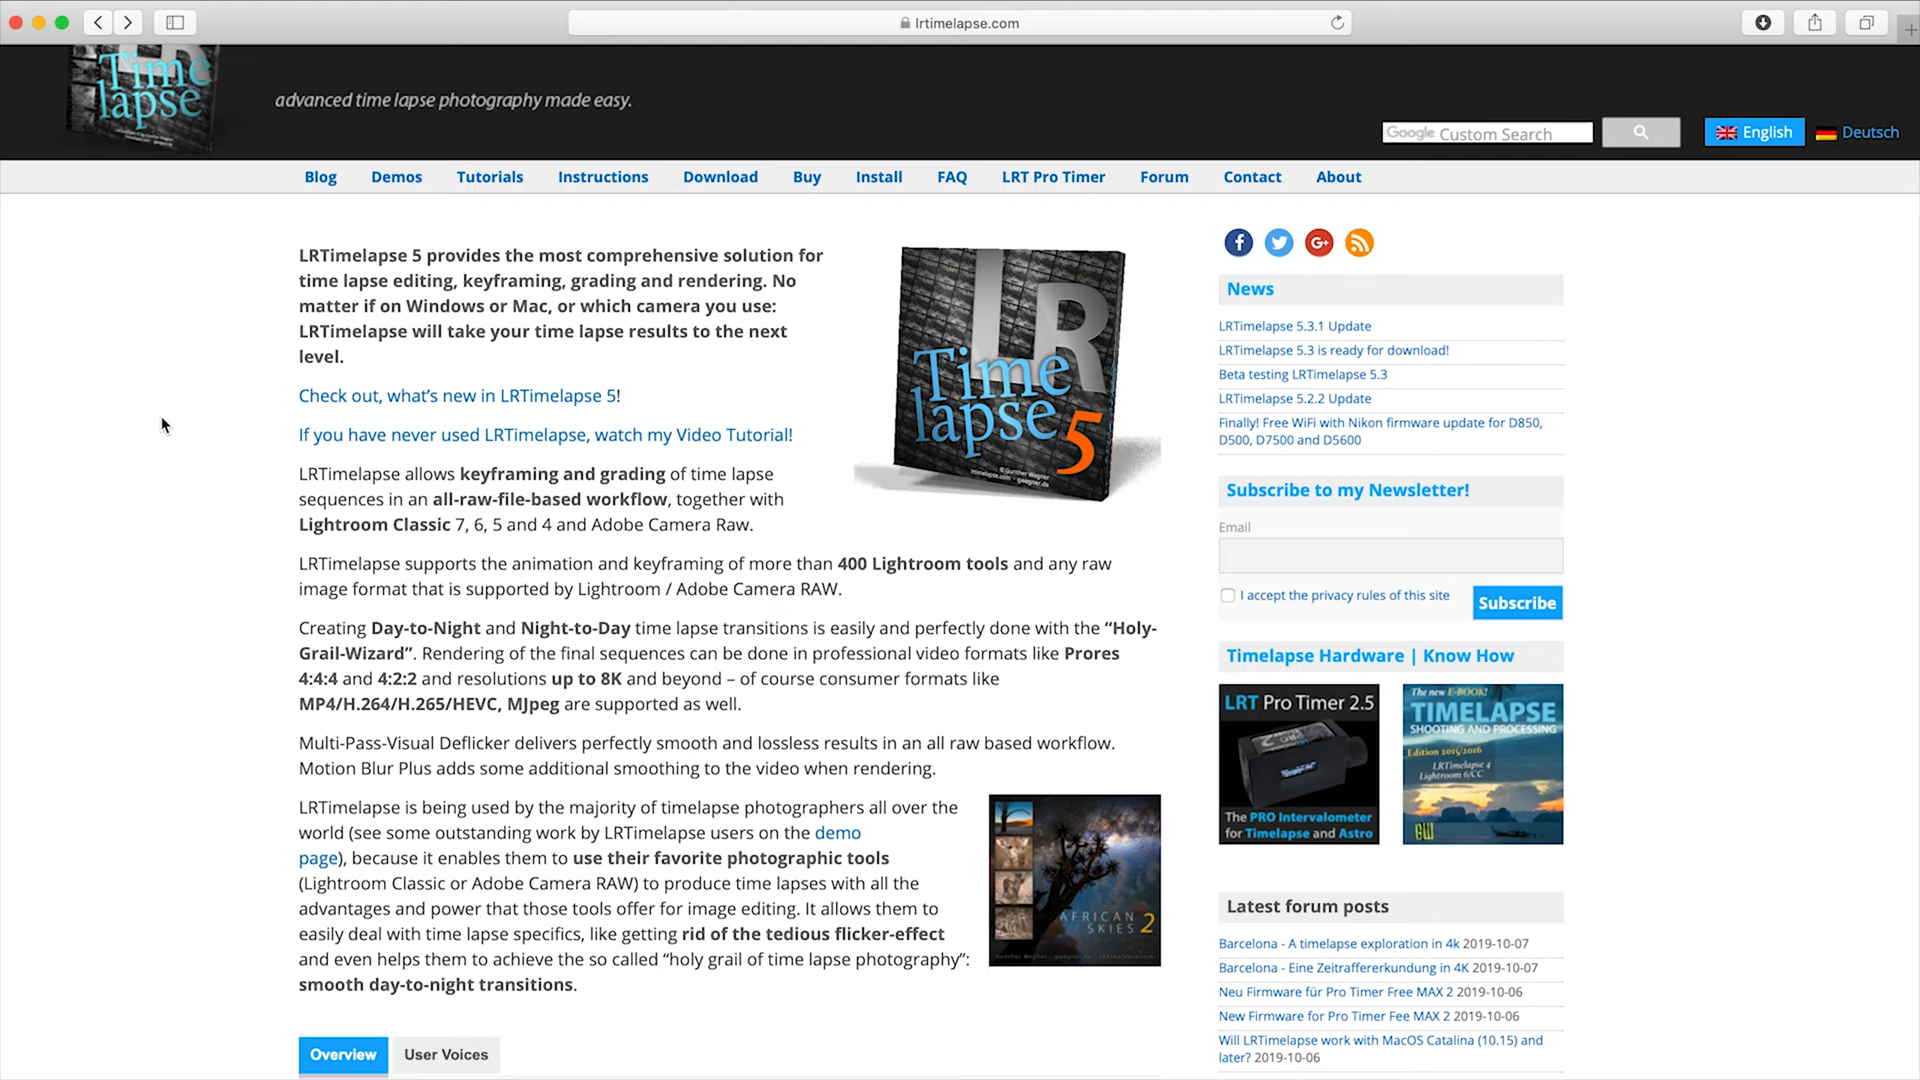 lrtimelapse.com
Time
lapse
advanced time lapse photography made easy.
Google Custom Search
English
Deutsch
Blog Demos Tutorials Instructions Download Buy Install FAQ LRT Pro Timer Forum Contact About
LRTimelapse 5 provides the most comprehensive solution for
time lapse editing, keyframing, grading and rendering. No
matter if on Windows or Mac, or which camera you use:
LRTimelapse will take your time lapse results to the next
level.
Check out, what's new in LRTimelapse 5!
If you have never used LRTimelapse, watch my Video Tutorial!
LRTimelapse allows keyframing and grading of time lapse
sequences in an all-raw-file-based workflow, together with
Lightroom Classic 7, 6, 5 and 4 and Adobe Camera Raw.
LR
Time
lapse 5
© Gunther Wegner
lrtimelapse.com - gwegner.de
LRTimelapse supports the animation and keyframing of more than 400 Lightroom tools and any raw
image format that is supported by Lightroom / Adobe Camera RAW.
Creating Day-to-Night and Night-to-Day time lapse transitions is easily and perfectly done with the “Holy-
Grail-Wizard”. Rendering of the final sequences can be done in professional video formats like Prores
4:4:4 and 4:2:2 and resolutions up to 8K and beyond – of course consumer formats like
MP4/H.264/H.265/HEVC, MJpeg are supported as well.
Multi-Pass-Visual Deflicker delivers perfectly smooth and lossless results in an all raw based workflow.
Motion Blur Plus adds some additional smoothing to the video when rendering.
LRTimelapse is being used by the majority of timelapse photographers all over the
world (see some outstanding work by LRTimelapse users on the demo
page), because it enables them to use their favorite photographic tools
(Lightroom Classic or Adobe Camera RAW) to produce time lapses with all the
advantages and power that those tools offer for image editing. It allows them to
easily deal with time lapse specifics, like getting rid of the tedious flicker-effect
and even helps them to achieve the so called “holy grail of time lapse photography”:
smooth day-to-night transitions.
AFRICAN
SKIES 2
Overview
User Voices
News
LRTimelapse 5.3.1 Update
LRTimelapse 5.3 is ready for download!
Beta testing LRTimelapse 5.3
LRTimelapse 5.2.2 Update
Finally! Free WiFi with Nikon firmware update for D850,
D500, D7500 and D5600
Subscribe to my Newsletter!
Email
I accept the privacy rules of this site
Subscribe
Timelapse Hardware | Know How
LRT Pro Timer 2.5
The PRO Intervalometer
for Timelapse and Astro
The new E-BOOK!
TIMELAPSE
SHOOTING AND PROCESSING
Edition 2015/2016
LRTimelapse 4
Lightroom 6/CC
GW
Latest forum posts
Barcelona - A timelapse exploration in 4k 2019-10-07
Barcelona - Eine Zeitraffererkundung in 4K 2019-10-07
Neu Firmware für Pro Timer Free MAX 2 2019-10-06
New Firmware for Pro Timer Fee MAX 2 2019-10-06
Will LRTimelapse work with MacOS Catalina (10.15) and
later? 2019-10-06